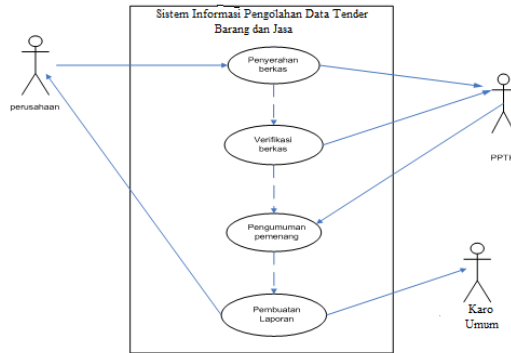 Sistem Informasi Pengolahan Data Tender
Barang dan Jasa
Penyerahan
berkas
perusahaan
Verifikasi
berkas
Pengumuman
pemenang
Karo
Umum
Pembuatan
Laporan